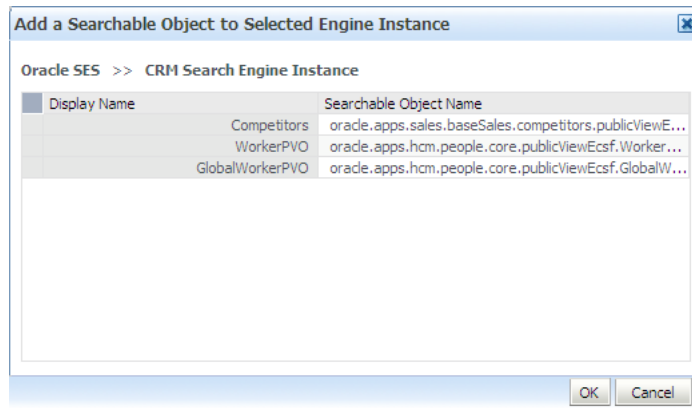 Add a Searchable Object to Selected Engine Instance
Oracle SES >> CRM Search Engine Instance
Display Name Searchable Object Name
Competitors oracle.apps.sales.baseSales.competitors.publicViewE...
WorkerPVO oracle.apps.hcm.people.core.publicViewEcsf.Worker...
GlobalWorkerPVO oracle.apps.hcm.people.core.publicViewEcsf.GlobalW...
OK Cancel